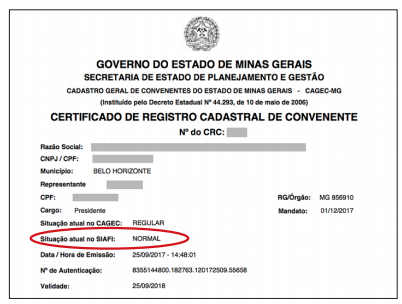 GOVERNO DO ESTADO DE MINAS GERAIS
SECRETARIA DE ESTADO DE PLANEJAMENTO E GESTÃO
CADASTRO GERAL DE CONVENENTES DO ESTADO DE MINAS GERAIS - CAGEC-MG
(Instituído pelo Decreto Estadual Nº 44.293, de 10 de maio de 2006)
CERTIFICADO DE REGISTRO CADASTRAL DE CONVENENTE
Nº do CRC:
Razão Social:
CNPJ / CPF:
Município: BELO HORIZONTE
Representante
CPF: RG/Órgão: MG 856910
Cargo: Presidente Mandato: 01/12/2017
Situação atual no CAGEC: REGULAR
Situação atual no SIAFI: NORMAL
Data / Hora de Emissão: 25/09/2017 - 14:48:01
Nº de Autenticação: 8355144800.182763.120172509.55658
Validade: 25/09/2018